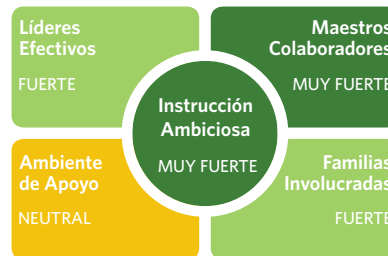 Líderes
Efectivos
FUERTE
Maestros
Colaboradores
MUY FUERTE
Instrucción
Ambiciosa
MUY FUERTE
Ambiente
de Apoyo
NEUTRAL
Familias
Involucradas
FUERTE